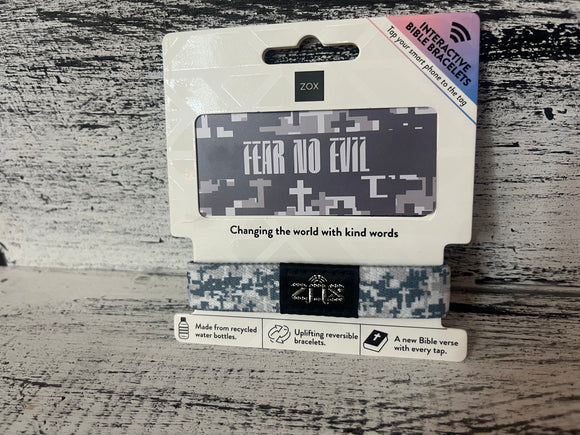 INTERACTIVE
BIBLE BRACELETS
Tap your smart phone to the tag
ZOX
FEAR NO EVIL
Changing the world with kind words
ZOX
Made from recycled
water bottles.
Uplifting reversible
bracelets.
A new Bible verse
with every tap.